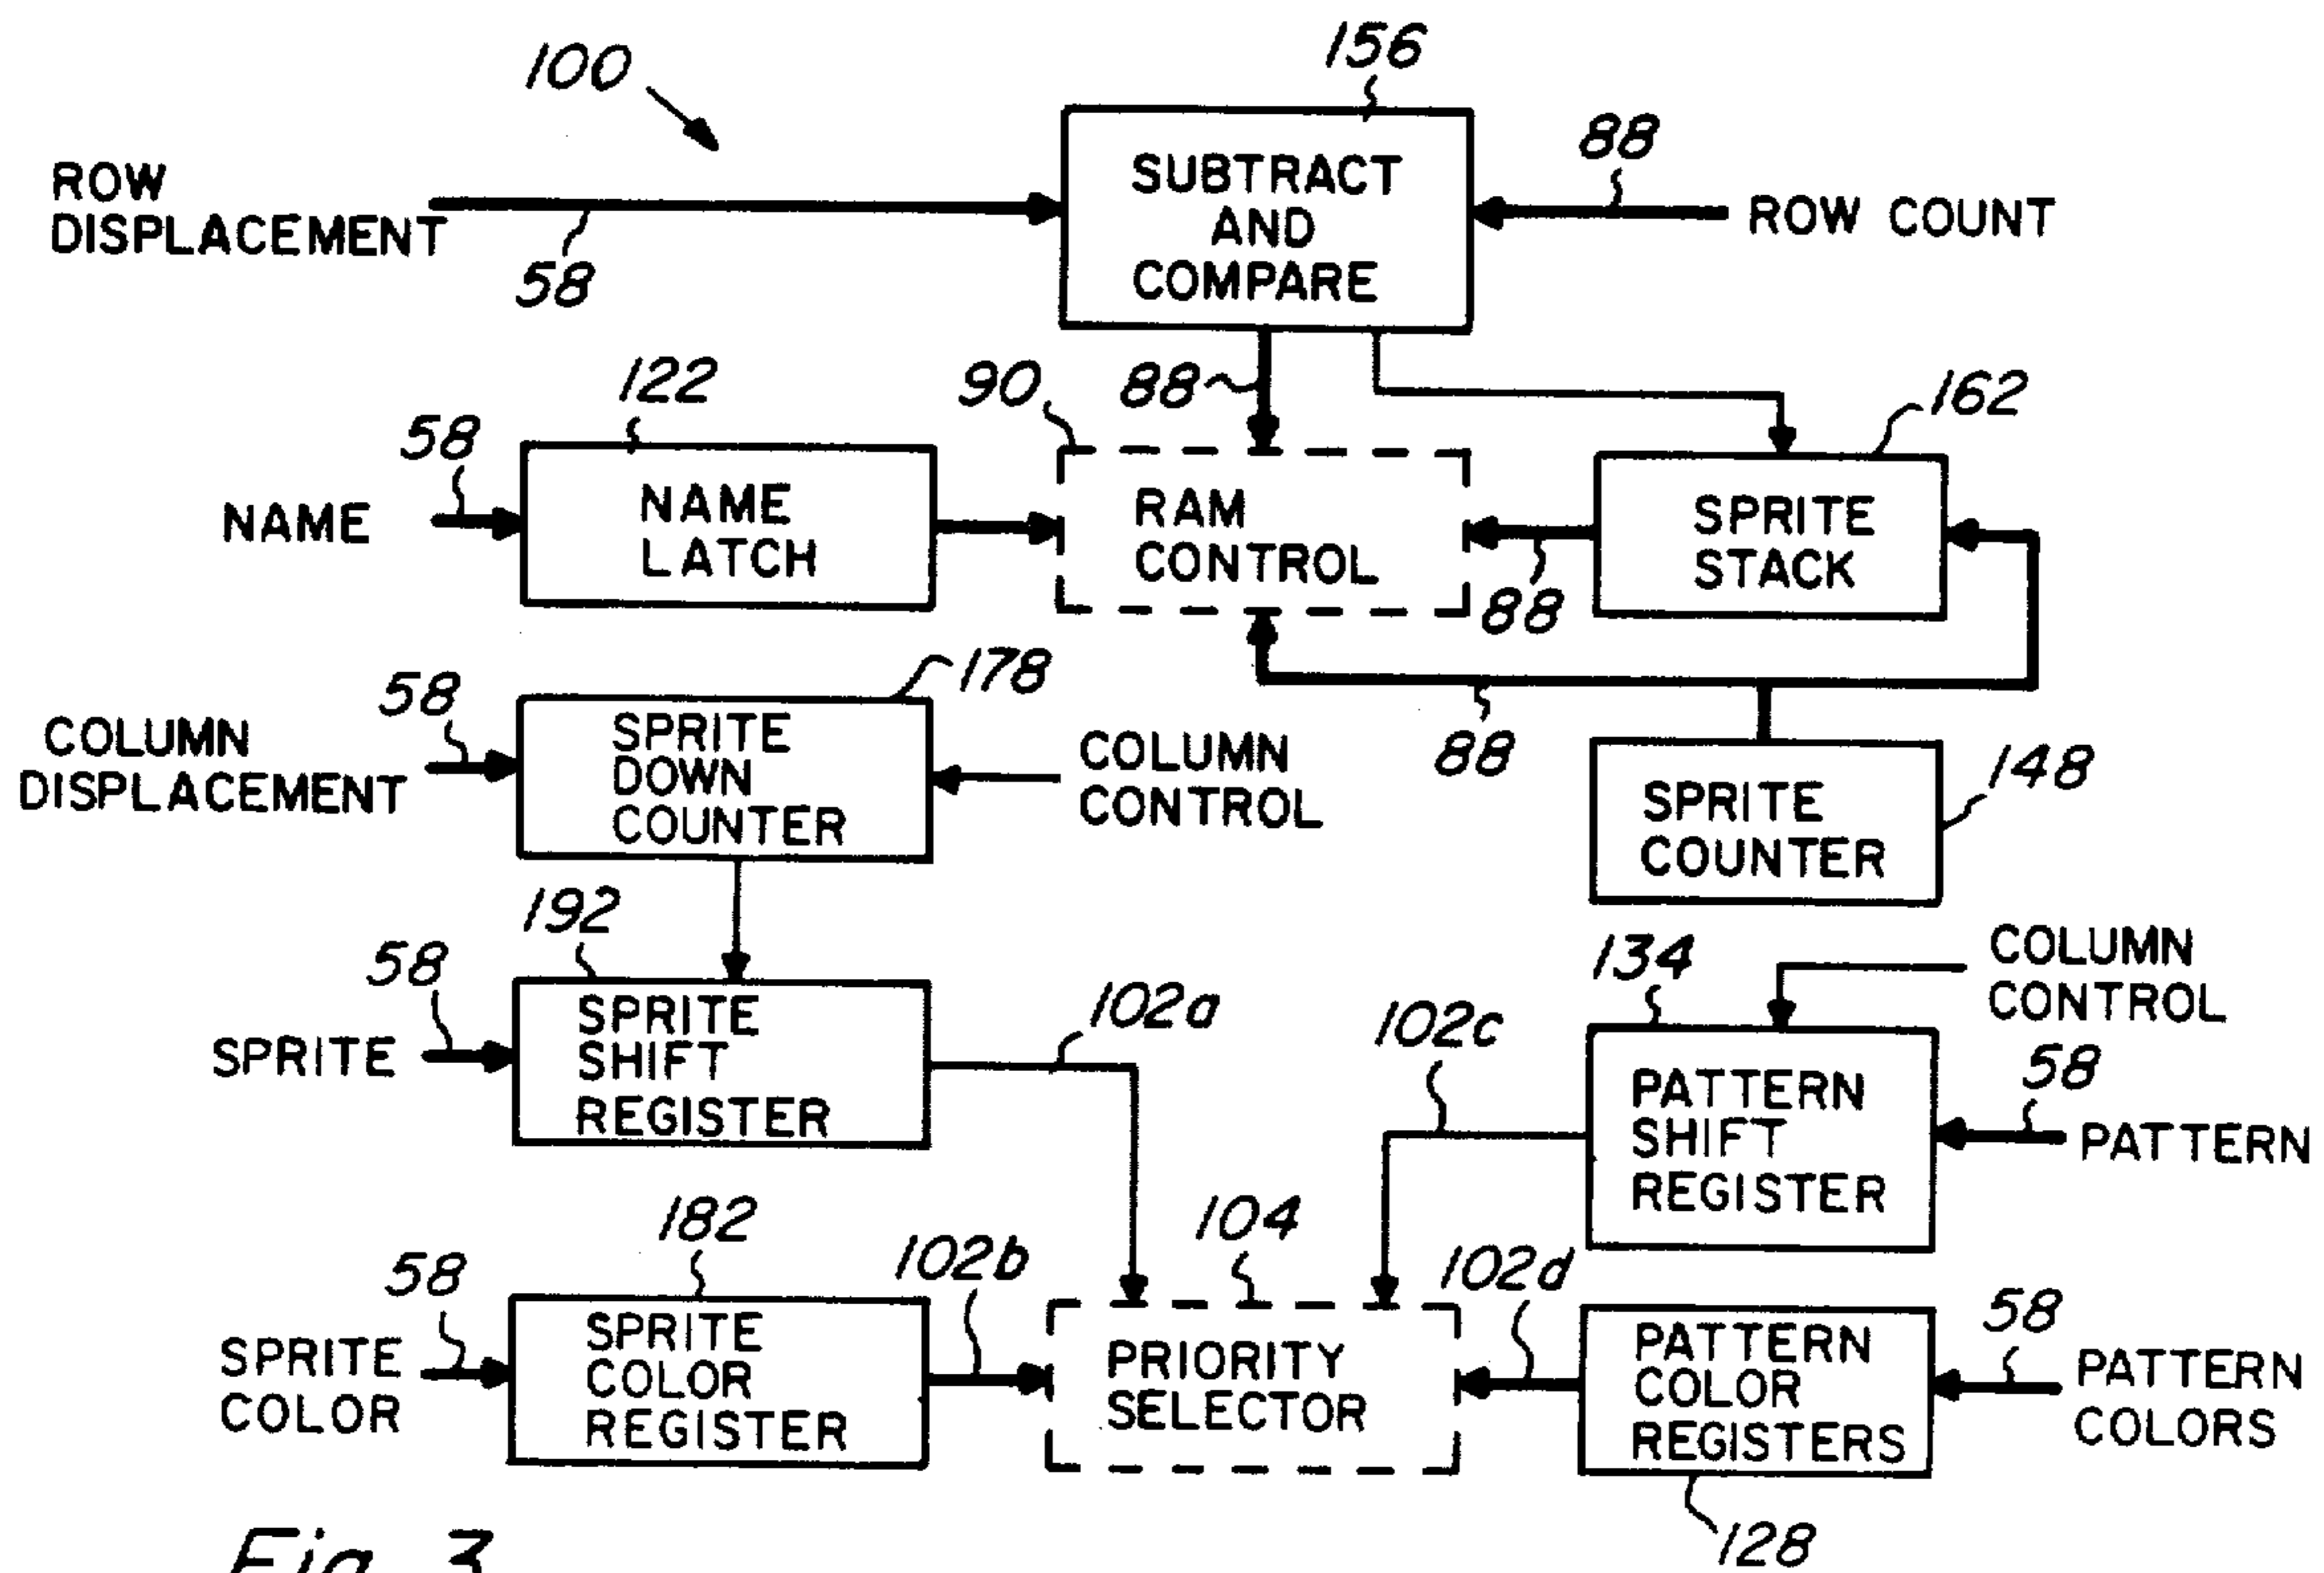 100
156
88
ROW
DISPLACEMENT
58
SUBTRACT
AND
COMPARE
ROW COUNT
122
90
88
162
58
NAME
NAME
LATCH
RAM
CONTROL
88
SPRITE
STACK
178
58
COLUMN
DISPLACEMENT
SPRITE
DOWN
COUNTER
COLUMN
CONTROL
88
SPRITE
COUNTER
148
192
58
SPRITE
SPRITE
SHIFT
REGISTER
102a
102c
134
COLUMN
CONTROL
PATTERN
SHIFT
REGISTER
58
PATTERN
182
58
SPRITE
COLOR
SPRITE
COLOR
REGISTER
102b
104
PRIORITY
SELECTOR
102d
PATTERN
COLOR
REGISTERS
58
PATTERN
COLORS
128
Fig. 3